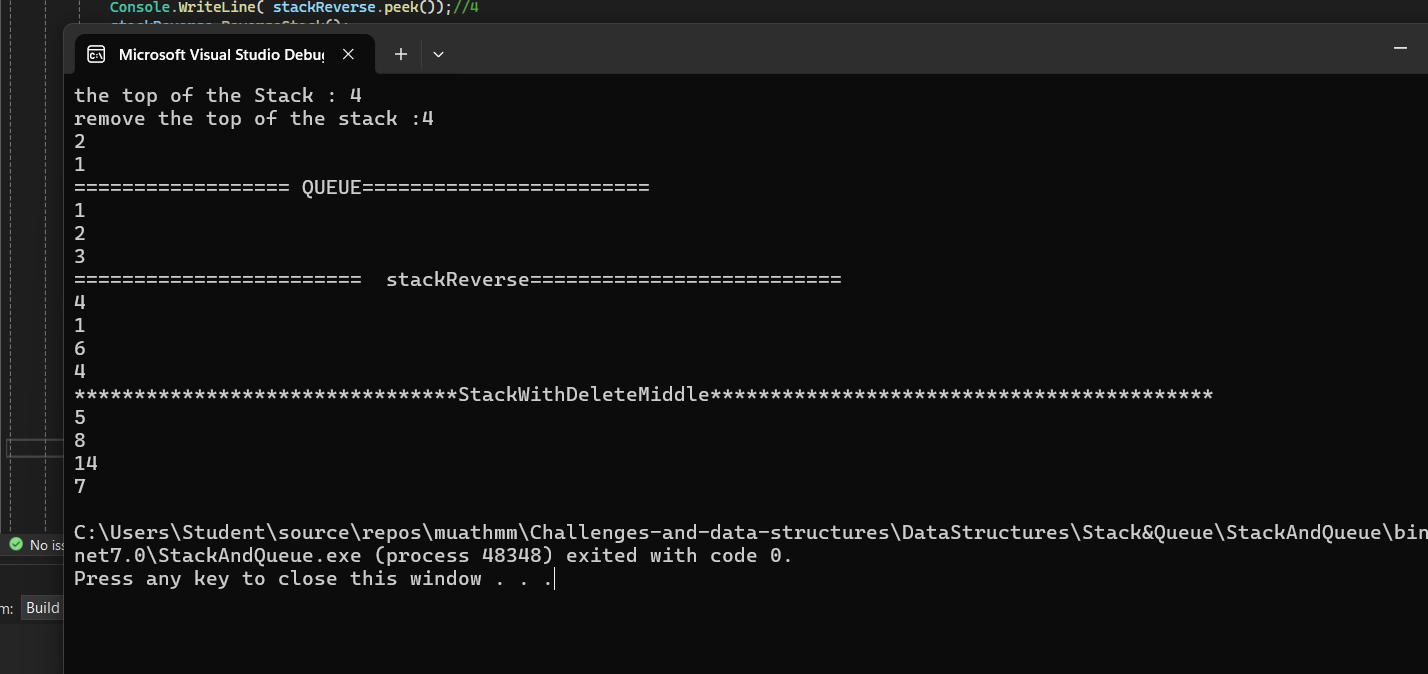 Console.WriteLine( stackReverse.peek());//4
Microsoft Visual Studio Debu
the top of the Stack : 4
remove the top of the stack :4
2
1
================== QUEUE========================
1
2
3
========================  stackReverse==========================
4
1
6
4
********************************StackWithDeleteMiddle******************************************
5
8
14
7
C:\Users\Student\source\repos\muathmm\Challenges-and-data-structures\DataStructures\Stack&Queue\StackAndQueue\bin
net7.0\StackAndQueue.exe (process 48348) exited with code 0.
Press any key to close this window . . .
No iss
m: Build